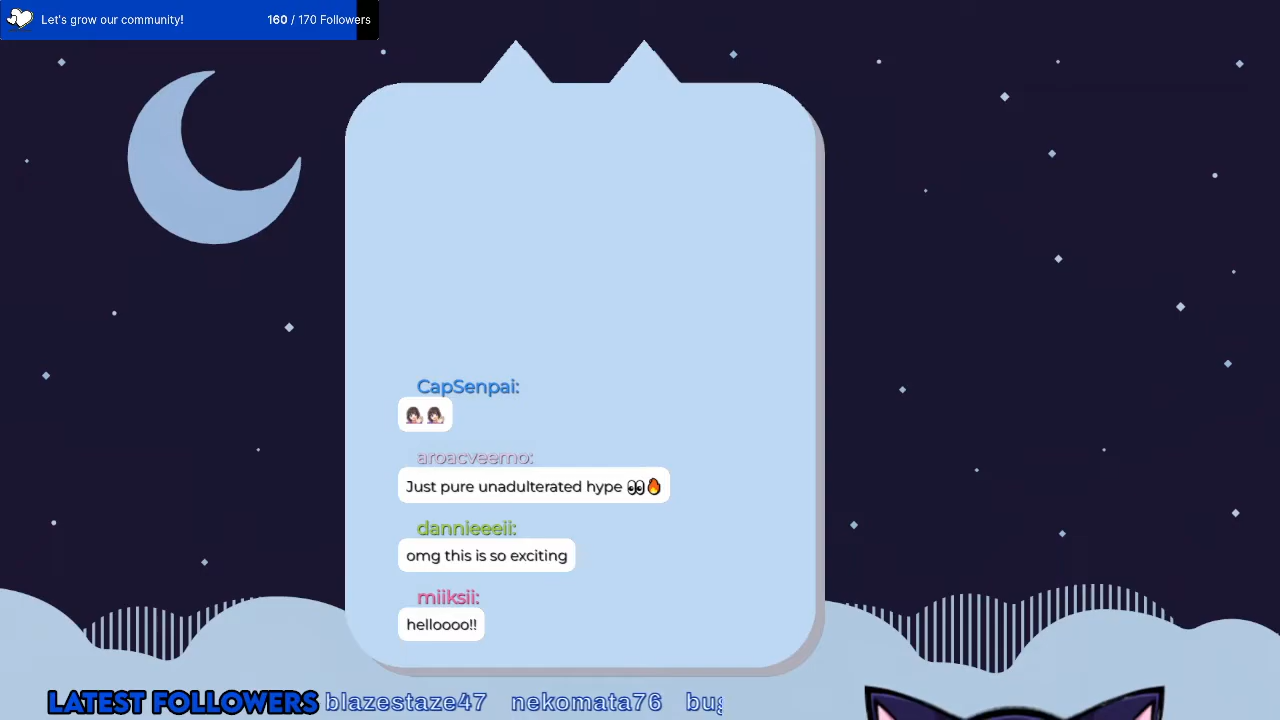 Let's grow our community! 160 / 170 Followers
CapSenpai:
aroacveemo:
Just pure unadulterated hype 👀🔥
dannieeeii:
omg this is so exciting
miiksii:
helloooo!!
LATEST FOLLOWERS blazestaze47 nekomata76